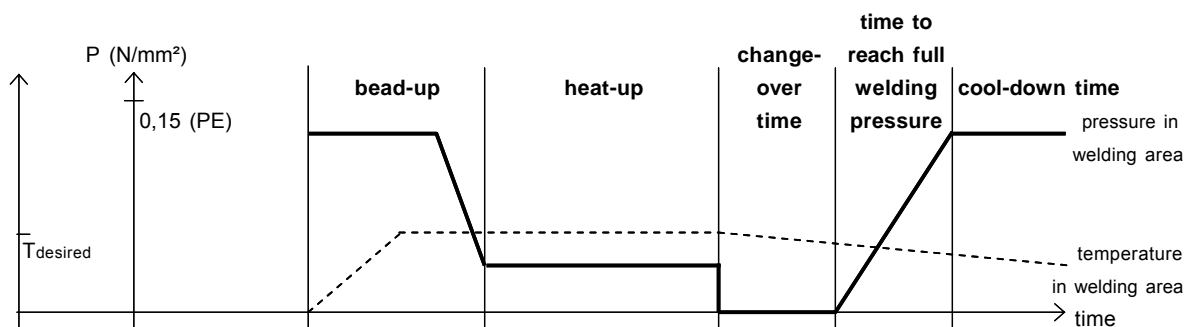 P (N/mm²)
0,15 (PE)
Tdesired
bead-up
heat-up
change-
over
time
time to
reach full
welding
pressure
cool-down time
pressure in
welding area
temperature
in welding area
time